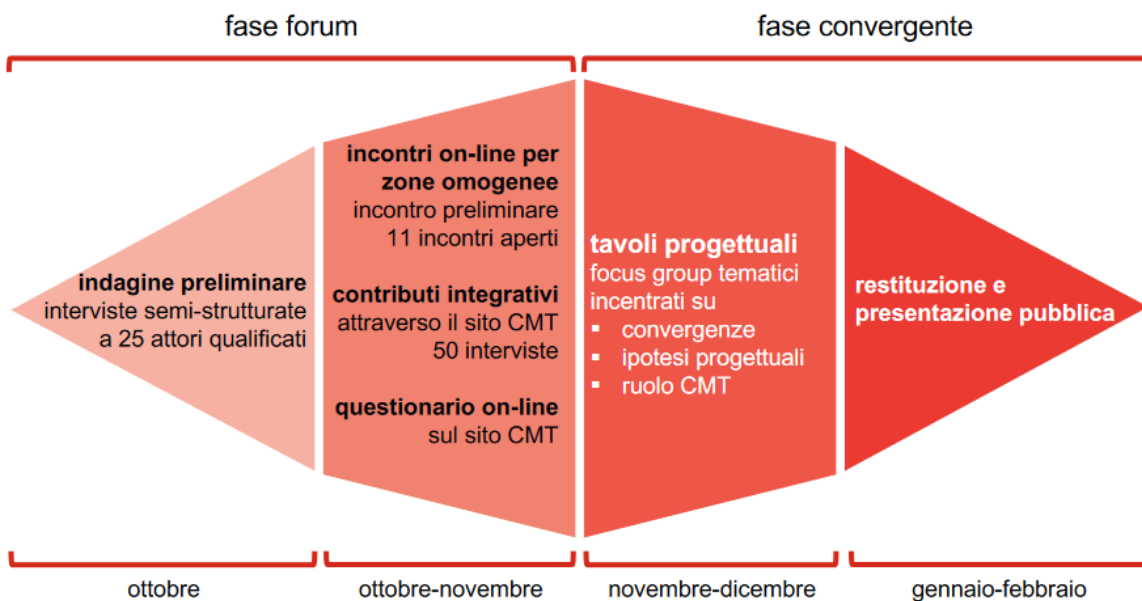 fase forum
fase convergente
indagine preliminare
interviste semi-strutturate
a 25 attori qualificati
incontri on-line per
zone omogenee
incontro preliminare
11 incontri aperti
contributi integrativi
attraverso il sito CMT
50 interviste
questionario on-line
sul sito CMT
tavoli progettuali
focus group tematici
incentrati su
▪ convergenze
▪ ipotesi progettuali
▪ ruolo CMT
restituzione e
presentazione pubblica
ottobre
ottobre-novembre
novembre-dicembre
gennaio-febbraio